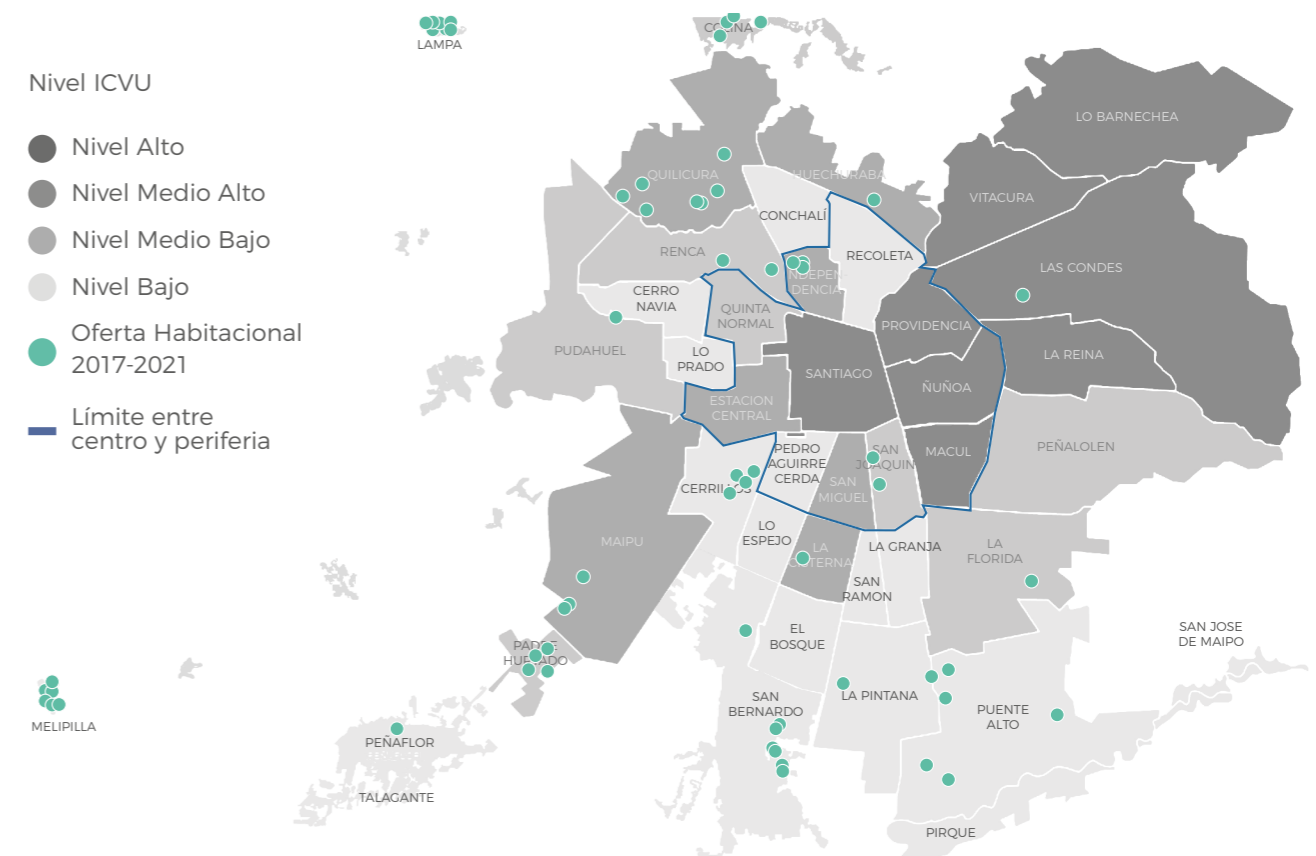 LAMPA
COLINA
Nivel ICVU
Nivel Alto
Nivel Medio Alto
Nivel Medio Bajo
Nivel Bajo
Oferta Habitacional
2017-2021
Límite entre
centro y periferia
LO BARNECHEA
QUILICURA
HUECHURABA
VITACURA
CONCHALÍ
RENCA
RECOLETA
LAS CONDES
INDEPEN-
DENCIA
CERRO
NAVIA
QUINTA
NORMAL
PROVIDENCIA
PUDAHUEL
LO
PRADO
LA REINA
SANTIAGO
ÑUÑOA
ESTACION
CENTRAL
PEDRO
AGUIRRE
CERDA
SAN
JOAQUIN
MACUL
PEÑALOLEN
CERRILLOS
SAN
MIGUEL
LO
ESPEJO
MAIPU
LA
CISTERNA
LA GRANJA
LA
FLORIDA
SAN
RAMON
SAN JOSE
DE MAIPO
EL
BOSQUE
PADRE
HURTADO
LA PINTANA
SAN
BERNARDO
PUENTE
ALTO
MELIPILLA
PEÑAFLOR
TALAGANTE
PIRQUE